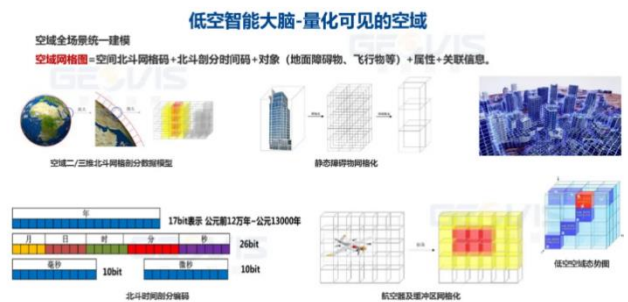 低空智能大脑-量化可见的空域
空域全场景统一建模
空域网格图=空间北斗网格码+北斗剖分时间码+对象（地面障碍物、飞行物等）+属性+关联信息。
GEOVIS
GEOVIS
空域二/三维北斗网格剖分数据模型
静态障碍物网格化
年
17bit表示 公元前12万年~公元13000年
月 日 时 分 秒
26bit
毫秒
10bit
微秒
10bit
北斗时间剖分编码
航空器及缓冲区网格化
低空空域态势图